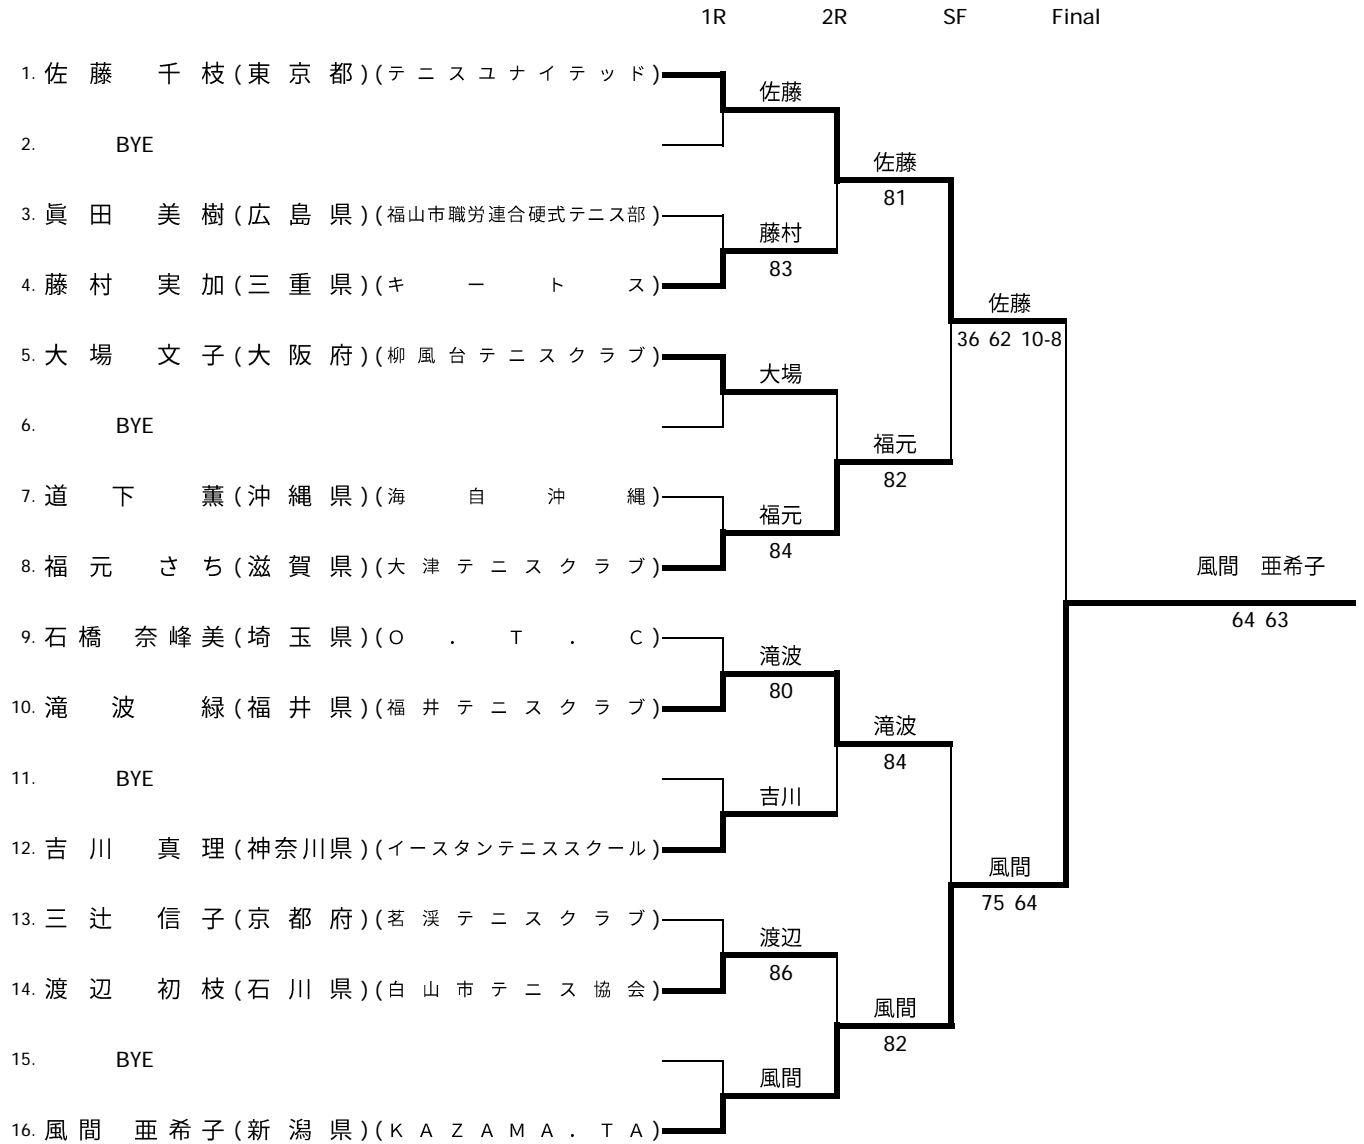 1R 2R SF Final
1. 佐藤 千枝(東京都)(テニスユナイテッド)
佐藤
2. BYE
佐藤
81
3. 眞田 美樹(広島県)(福山市職労連合硬式テニス部)
藤村
83
4. 藤村 実加(三重県)(キートス)
佐藤
36 62 10-8
5. 大場 文子(大阪府)(柳風台テニスクラブ)
大場
6. BYE
福元
82
7. 道下 薫(沖縄県)(海自沖縄)
福元
84
8. 福元 さち(滋賀県)(大津テニスクラブ)
風間 亜希子
64 63
9. 石橋 奈峰美(埼玉県)(O.T.C)
滝波
80
10. 滝波 緑(福井県)(福井テニスクラブ)
滝波
84
11. BYE
吉川
12. 吉川 真理(神奈川県)(イースタンテニススクール)
風間
75 64
13. 三辻 信子(京都府)(茗渓テニスクラブ)
渡辺
86
14. 渡辺 初枝(石川県)(白山市テニス協会)
風間
82
15. BYE
風間
16. 風間 亜希子(新潟県)(KAZAMA.TA)